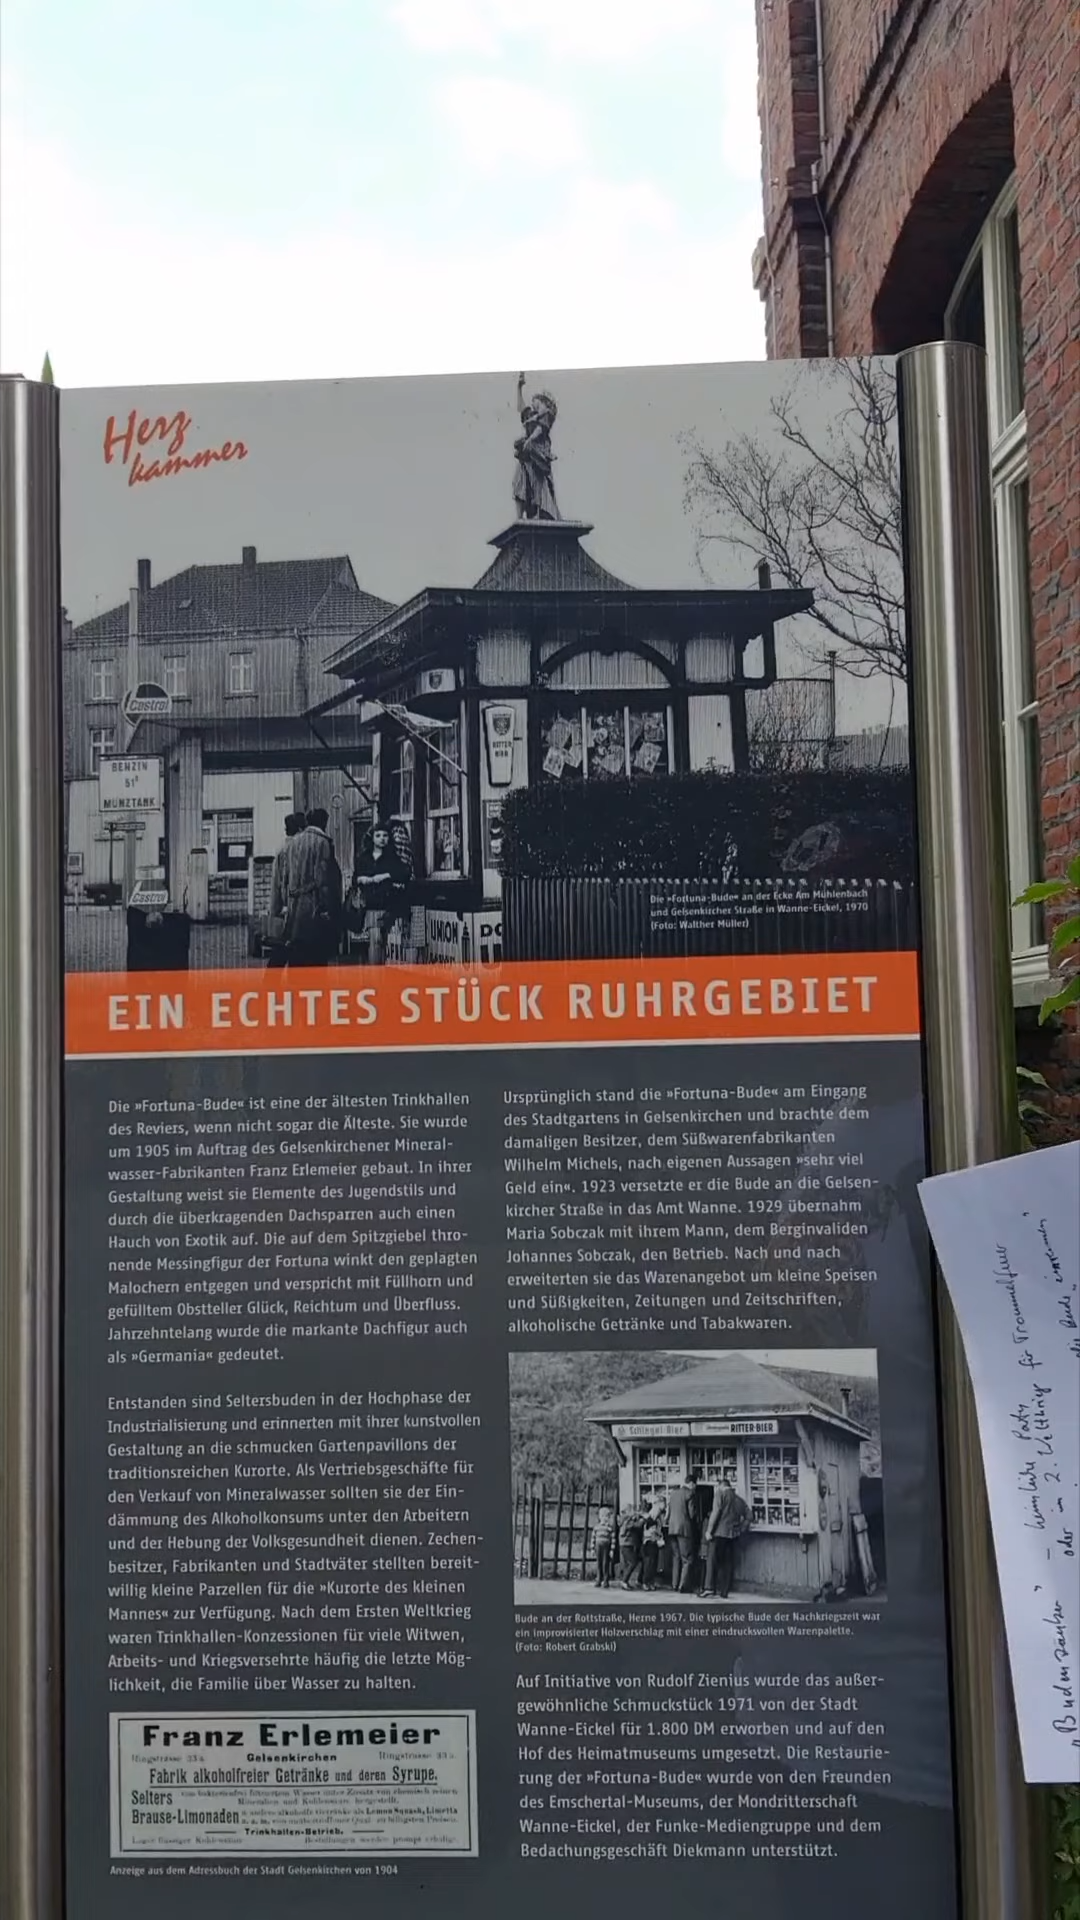 Herz
kammer
Castrol
BENZIN
51⁹
MÜNZTANK
Castrol
RITTER
BIER
UNION
DO
Die »Fortuna-Bude« an der Ecke Am Mühlenbach
und Gelsenkircher Straße in Wanne-Eickel, 1970
(Foto: Walther Müller)
EIN ECHTES STÜCK RUHRGEBIET
Die »Fortuna-Bude« ist eine der ältesten Trinkhallen
des Reviers, wenn nicht sogar die Älteste. Sie wurde
um 1905 im Auftrag des Gelsenkirchener Mineral-
wasser-Fabrikanten Franz Erlemeier gebaut. In ihrer
Gestaltung weist sie Elemente des Jugendstils und
durch die überkragenden Dachsparren auch einen
Hauch von Exotik auf. Die auf dem Spitzgiebel thro-
nende Messingfigur der Fortuna winkt den geplagten
Malochern entgegen und verspricht mit Füllhorn und
gefülltem Obstteller Glück, Reichtum und Überfluss.
Jahrzehntelang wurde die markante Dachfigur auch
als »Germania« gedeutet.
Entstanden sind Seltersbuden in der Hochphase der
Industrialisierung und erinnerten mit ihrer kunstvollen
Gestaltung an die schmucken Gartenpavillons der
traditionsreichen Kurorte. Als Vertriebsgeschäfte für
den Verkauf von Mineralwasser sollten sie der Ein-
dämmung des Alkoholkonsums unter den Arbeitern
und der Hebung der Volksgesundheit dienen. Zechen-
besitzer, Fabrikanten und Stadtväter stellten bereit-
willig kleine Parzellen für die »Kurorte des kleinen
Mannes« zur Verfügung. Nach dem Ersten Weltkrieg
waren Trinkhallen-Konzessionen für viele Witwen,
Arbeits- und Kriegsversehrte häufig die letzte Mög-
lichkeit, die Familie über Wasser zu halten.
Franz Erlemeier
Ringstrasse 33a. Gelsenkirchen Ringstrasse 33a.
Fabrik alkoholfreier Getränke und deren Syrupe.
Selters
Brause-Limonaden
Trinkhallen-Betrieb.
Anzeige aus dem Adressbuch der Stadt Gelsenkirchen von 1904
Ursprünglich stand die »Fortuna-Bude« am Eingang
des Stadtgartens in Gelsenkirchen und brachte dem
damaligen Besitzer, dem Süßwarenfabrikanten
Wilhelm Michels, nach eigenen Aussagen »sehr viel
Geld ein«. 1923 versetzte er die Bude an die Gelsen-
kircher Straße in das Amt Wanne. 1929 übernahm
Maria Sobczak mit ihrem Mann, dem Berginvaliden
Johannes Sobczak, den Betrieb. Nach und nach
erweiterten sie das Warenangebot um kleine Speisen
und Süßigkeiten, Zeitungen und Zeitschriften,
alkoholische Getränke und Tabakwaren.
Schlegel-Bier RITTER-BIER
Bude an der Rottstraße, Herne 1967. Die typische Bude der Nachkriegszeit war
ein improvisierter Holzverschlag mit einer eindrucksvollen Warenpalette.
(Foto: Robert Grabski)
Auf Initiative von Rudolf Zienius wurde das außer-
gewöhnliche Schmuckstück 1971 von der Stadt
Wanne-Eickel für 1.800 DM erworben und auf den
Hof des Heimatmuseums umgesetzt. Die Restaurie-
rung der »Fortuna-Bude« wurde von den Freunden
des Emschertal-Museums, der Mondritterschaft
Wanne-Eickel, der Funke-Mediengruppe und dem
Bedachungsgeschäft Diekmann unterstützt.
"Budenzauber" – heimliche Party
oder in 2. Weltkrieg für Trommelfeuer